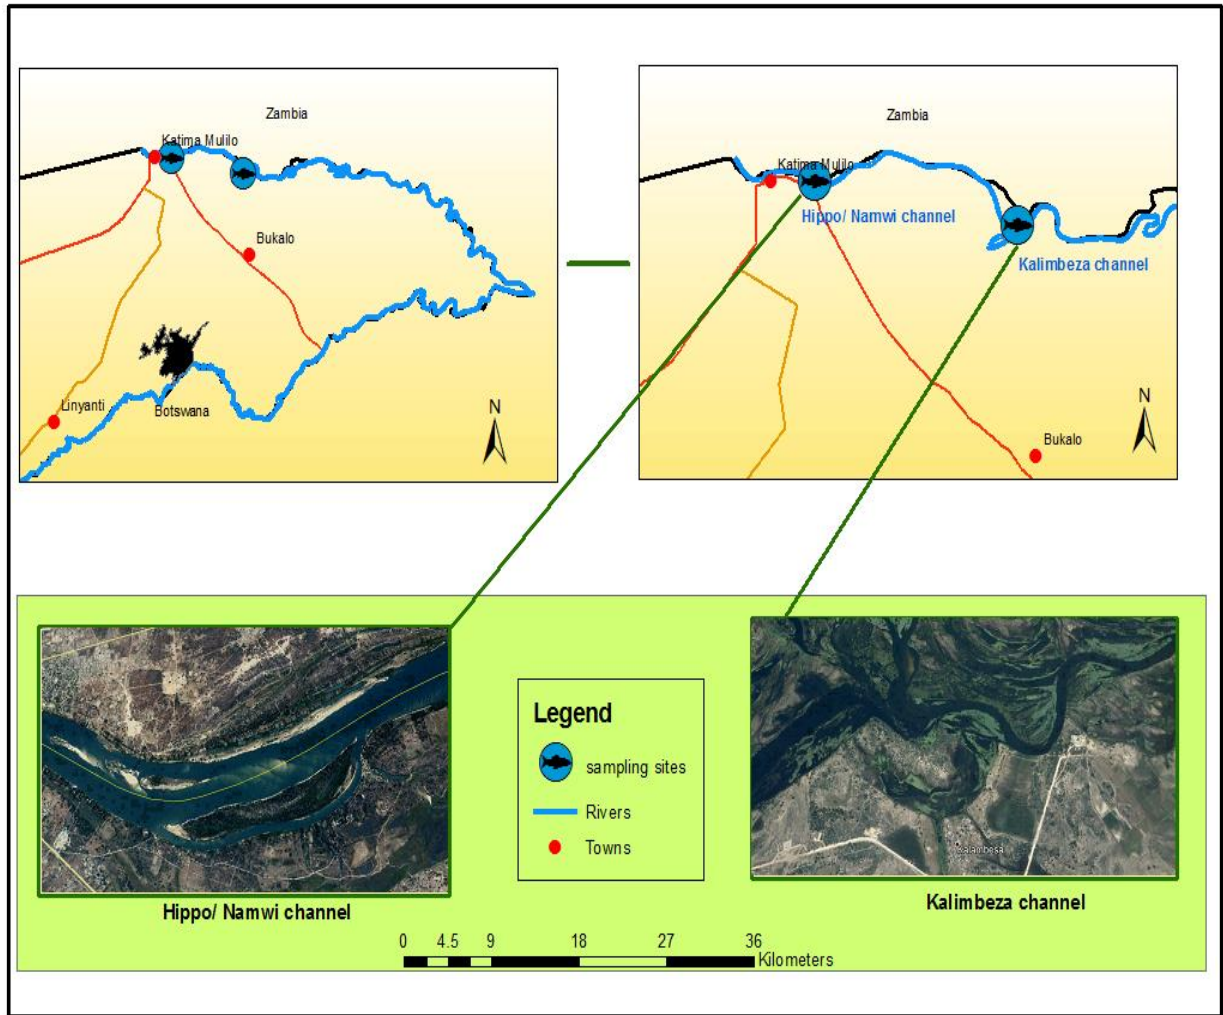 Zambia
Katima Mulilo
Bukalo
Linyanti
Botswana
N
Zambia
Katima Mulilo
Hippo/ Namwi channel
Kalimbeza channel
Bukalo
N
Legend
sampling sites
Rivers
Towns
Kalambesa
Hippo/ Namwi channel
Kalimbeza channel
0 4.5 9 18 27 36
Kilometers